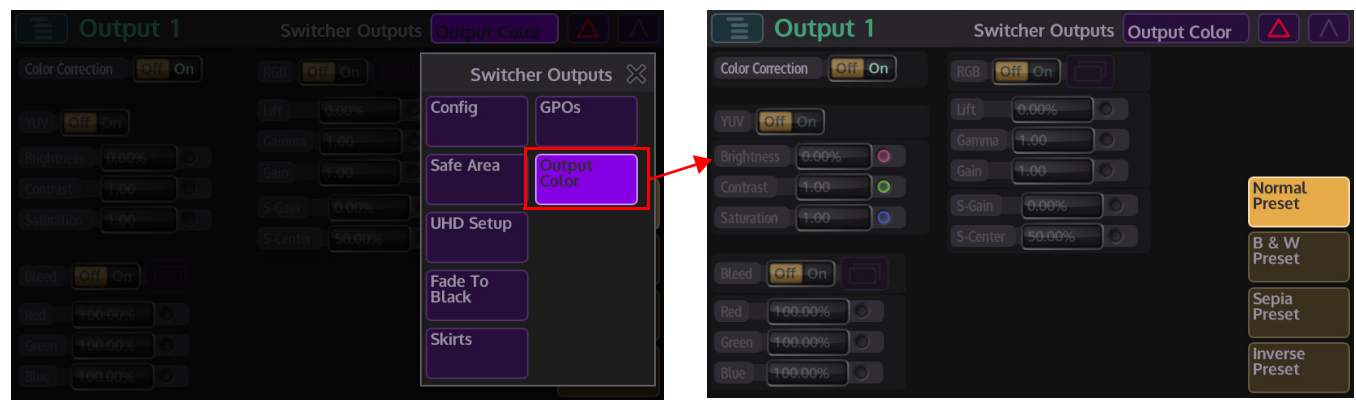 Output 1
Switcher Outputs Output Color
Color Correction Off On
RGB Off On
YUV Off On
Brightness 0.00%
Contrast 1.00
Saturation 1.00
Lift 0.00%
Gamma 1.00
Gain 1.00
S-Gain 0.00%
S-Center 50.00%
Bleed Off On
Red 100.00%
Green 100.00%
Blue 100.00%
Switcher Outputs
Config
GPOs
Safe Area
Output
Color
UHD Setup
Fade To
Black
Skirts
Output 1
Switcher Outputs Output Color
Color Correction Off On
RGB Off On
YUV Off On
Brightness 0.00%
Contrast 1.00
Saturation 1.00
Lift 0.00%
Gamma 1.00
Gain 1.00
S-Gain 0.00%
S-Center 50.00%
Bleed Off On
Red 100.00%
Green 100.00%
Blue 100.00%
Normal
Preset
B & W
Preset
Sepia
Preset
Inverse
Preset